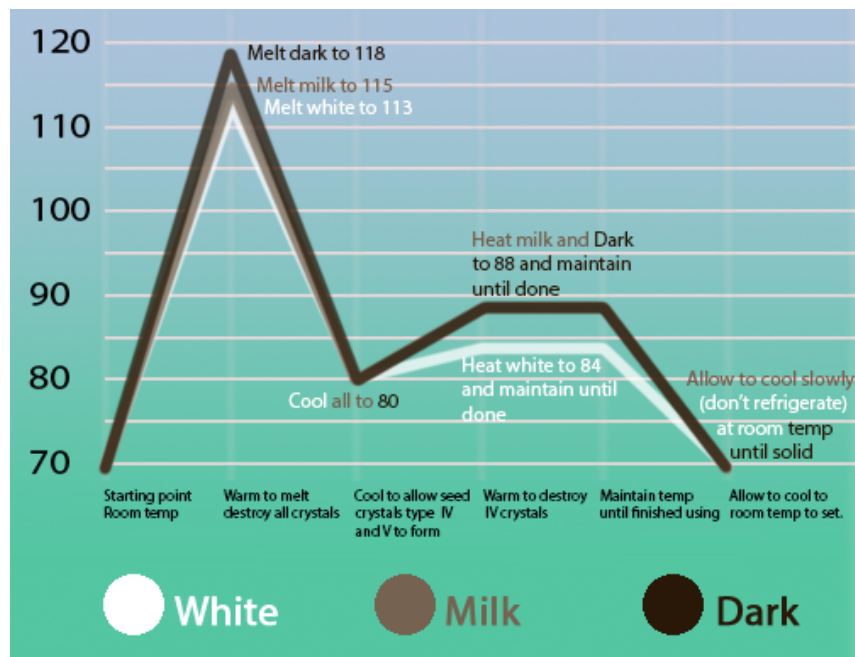 120
110
100
90
80
70
Melt dark to 118
Melt milk to 115
Melt white to 113
Cool all to 80
Heat milk and Dark
to 88 and maintain
until done
Heat white to 84
and maintain until
done
Allow to cool slowly
(don't refrigerate)
at room temp
until solid
Starting point
Room temp
Warm to melt
destroy all crystals
Cool to allow seed
crystals type IV
and V to form
Warm to destroy
IV crystals
Maintain temp
until finished using
Allow to cool to
room temp to set.
White
Milk
Dark